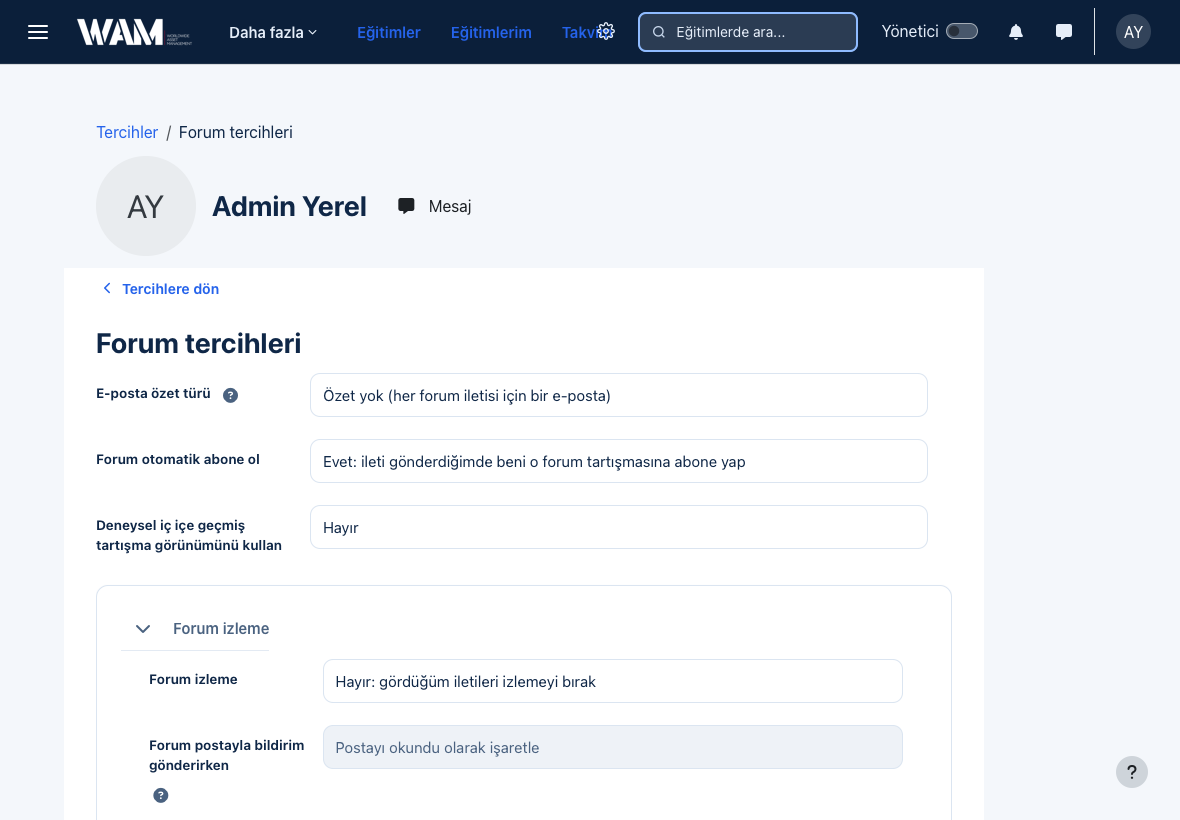 WAM WORLDWIDE ASSET MANAGEMENT
Daha fazla
Eğitimler
Eğitimlerim
Eğitimlerde ara...
Yönetici
AY
Tercihler / Forum tercihleri
AY
Admin Yerel
Mesaj
Tercihlere dön
Forum tercihleri
E-posta özet türü ?
Özet yok (her forum iletisi için bir e-posta)
Forum otomatik abone ol
Evet: ileti gönderdiğimde beni o forum tartışmasına abone yap
Deneysel iç içe geçmiş
tartışma görünümünü kullan
Hayır
Forum izleme
Forum izleme
Hayır: gördüğüm iletileri izlemeyi bırak
Forum postayla bildirim
gönderirken
Postayı okundu olarak işaretle
?
?